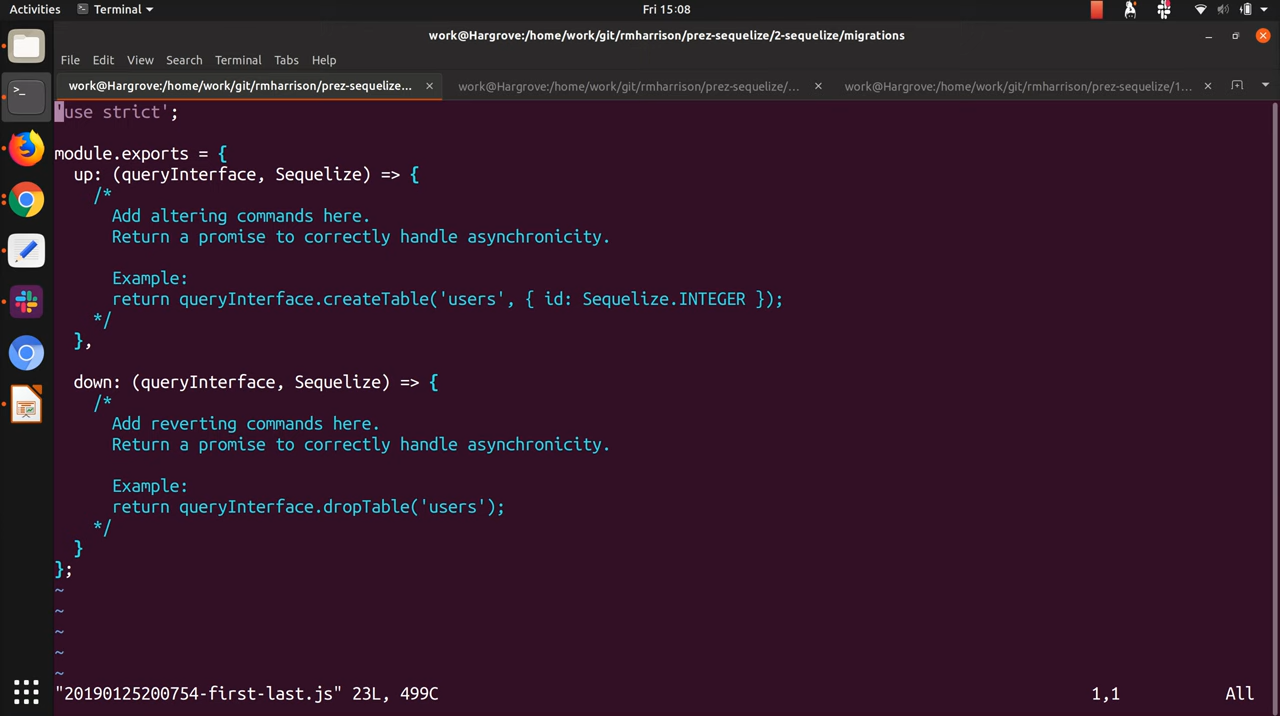 Activities
Terminal
Fri 15:08
work@Hargrove:/home/work/git/rmharrison/prez-sequelize/2-sequelize/migrations
File Edit View Search Terminal Tabs Help
work@Hargrove:/home/work/git/rmharrison/prez-sequelize...
work@Hargrove:/home/work/git/rmharrison/prez-sequelize/...
work@Hargrove:/home/work/git/rmharrison/prez-sequelize/1...
'use strict';
module.exports = {
  up: (queryInterface, Sequelize) => {
    /*
      Add altering commands here.
      Return a promise to correctly handle asynchronicity.
      Example:
      return queryInterface.createTable('users', { id: Sequelize.INTEGER });
    */
  },
  down: (queryInterface, Sequelize) => {
    /*
      Add reverting commands here.
      Return a promise to correctly handle asynchronicity.
      Example:
      return queryInterface.dropTable('users');
    */
  }
};
~
~
~
~
~
"20190125200754-first-last.js" 23L, 499C
1,1
All